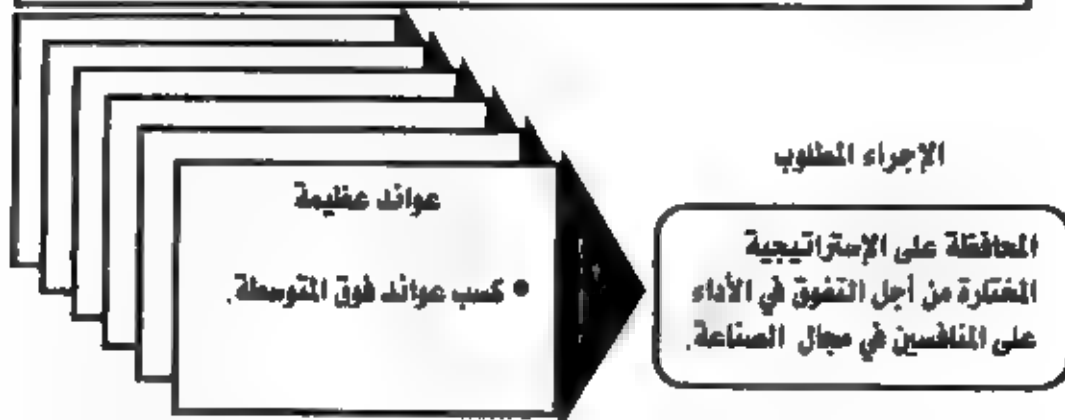 الإجراء المطلوب
عوائد عظيمة
المحافظة على الإستراتيجية
المختارة من أجل التفوق في الأداء
على المنافسين في مجال الصناعة.
• كسب عوائد فوق المتوسطة.